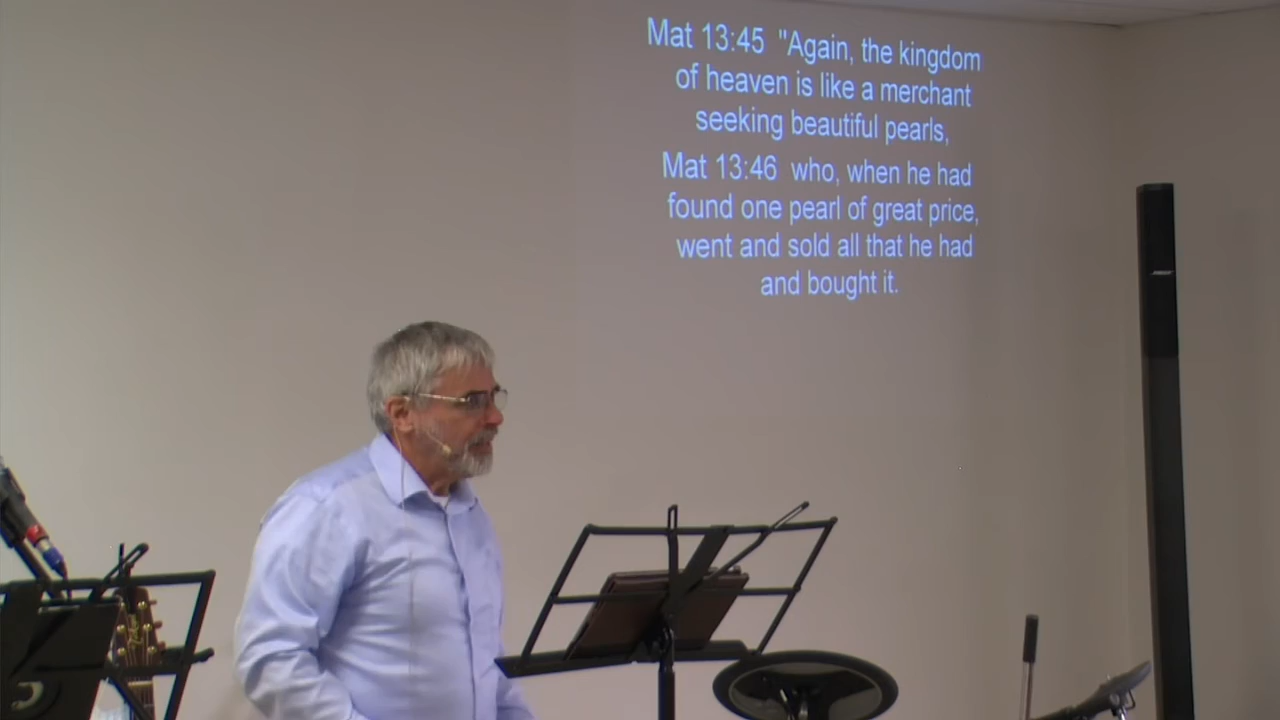 Mat 13:45 "Again, the kingdom
of heaven is like a merchant
seeking beautiful pearls,
Mat 13:46 who, when he had
found one pearl of great price,
went and sold all that he had
and bought it.
BOSE